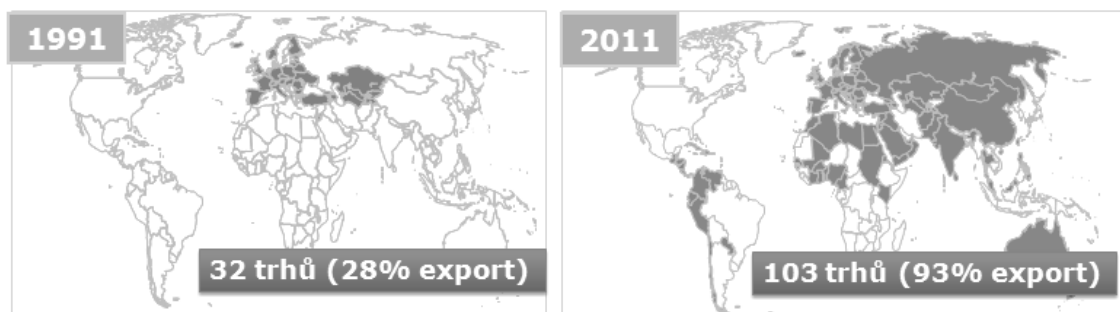 1991
32 trhů (28% export)
2011
103 trhů (93% export)